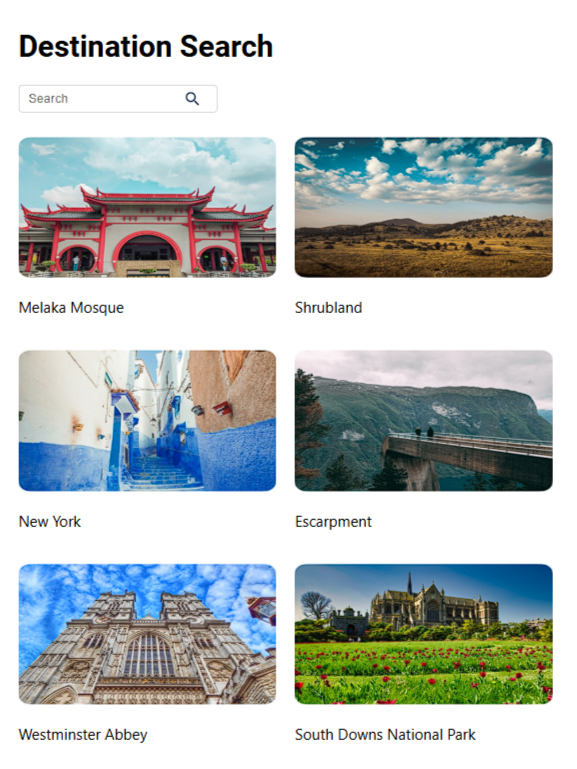 Destination Search
Search
Melaka Mosque
Shrubland
New York
Escarpment
Westminster Abbey
South Downs National Park